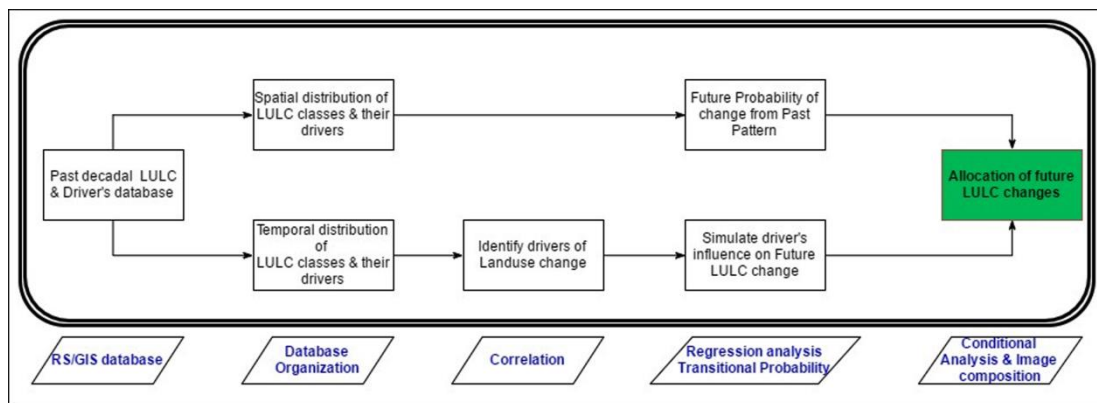 Spatial distribution of
LULC classes & their
drivers
Future Probability of
change from Past
Pattern
Past decadal LULC
& Driver's database
Allocation of future
LULC changes
Temporal distribution
of
LULC classes & their
drivers
Identify drivers of
Landuse change
Simulate driver's
influence on Future
LULC change
RS/GIS database
Database
Organization
Correlation
Regression analysis
Transitional Probability
Conditional
Analysis & Image
composition